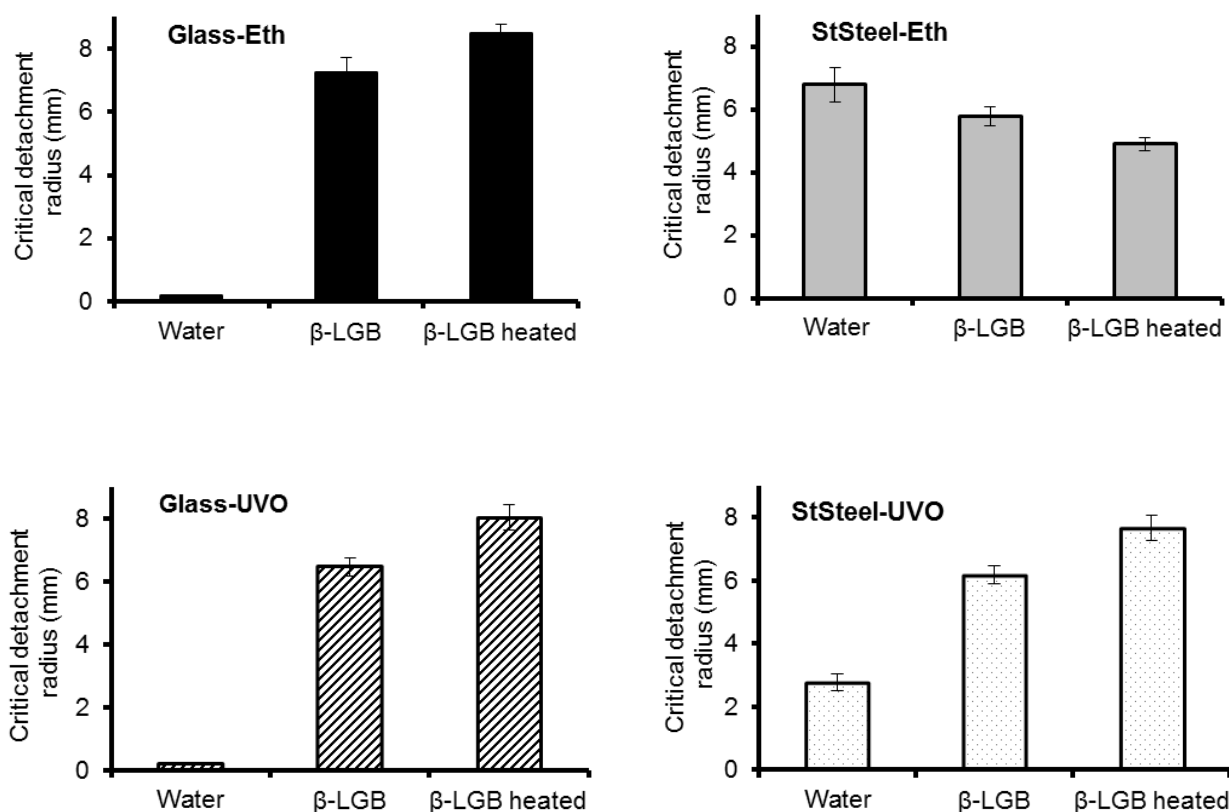 Glass-Eth
Critical detachment
radius (mm)
8
6
4
2
0
Water
β-LGB
β-LGB heated
StSteel-Eth
Critical detachment
radius (mm)
8
6
4
2
0
Water
β-LGB
β-LGB heated
Glass-UVO
Critical detachment
radius (mm)
8
6
4
2
0
Water
β-LGB
β-LGB heated
StSteel-UVO
Critical detachment
radius (mm)
8
6
4
2
0
Water
β-LGB
β-LGB heated